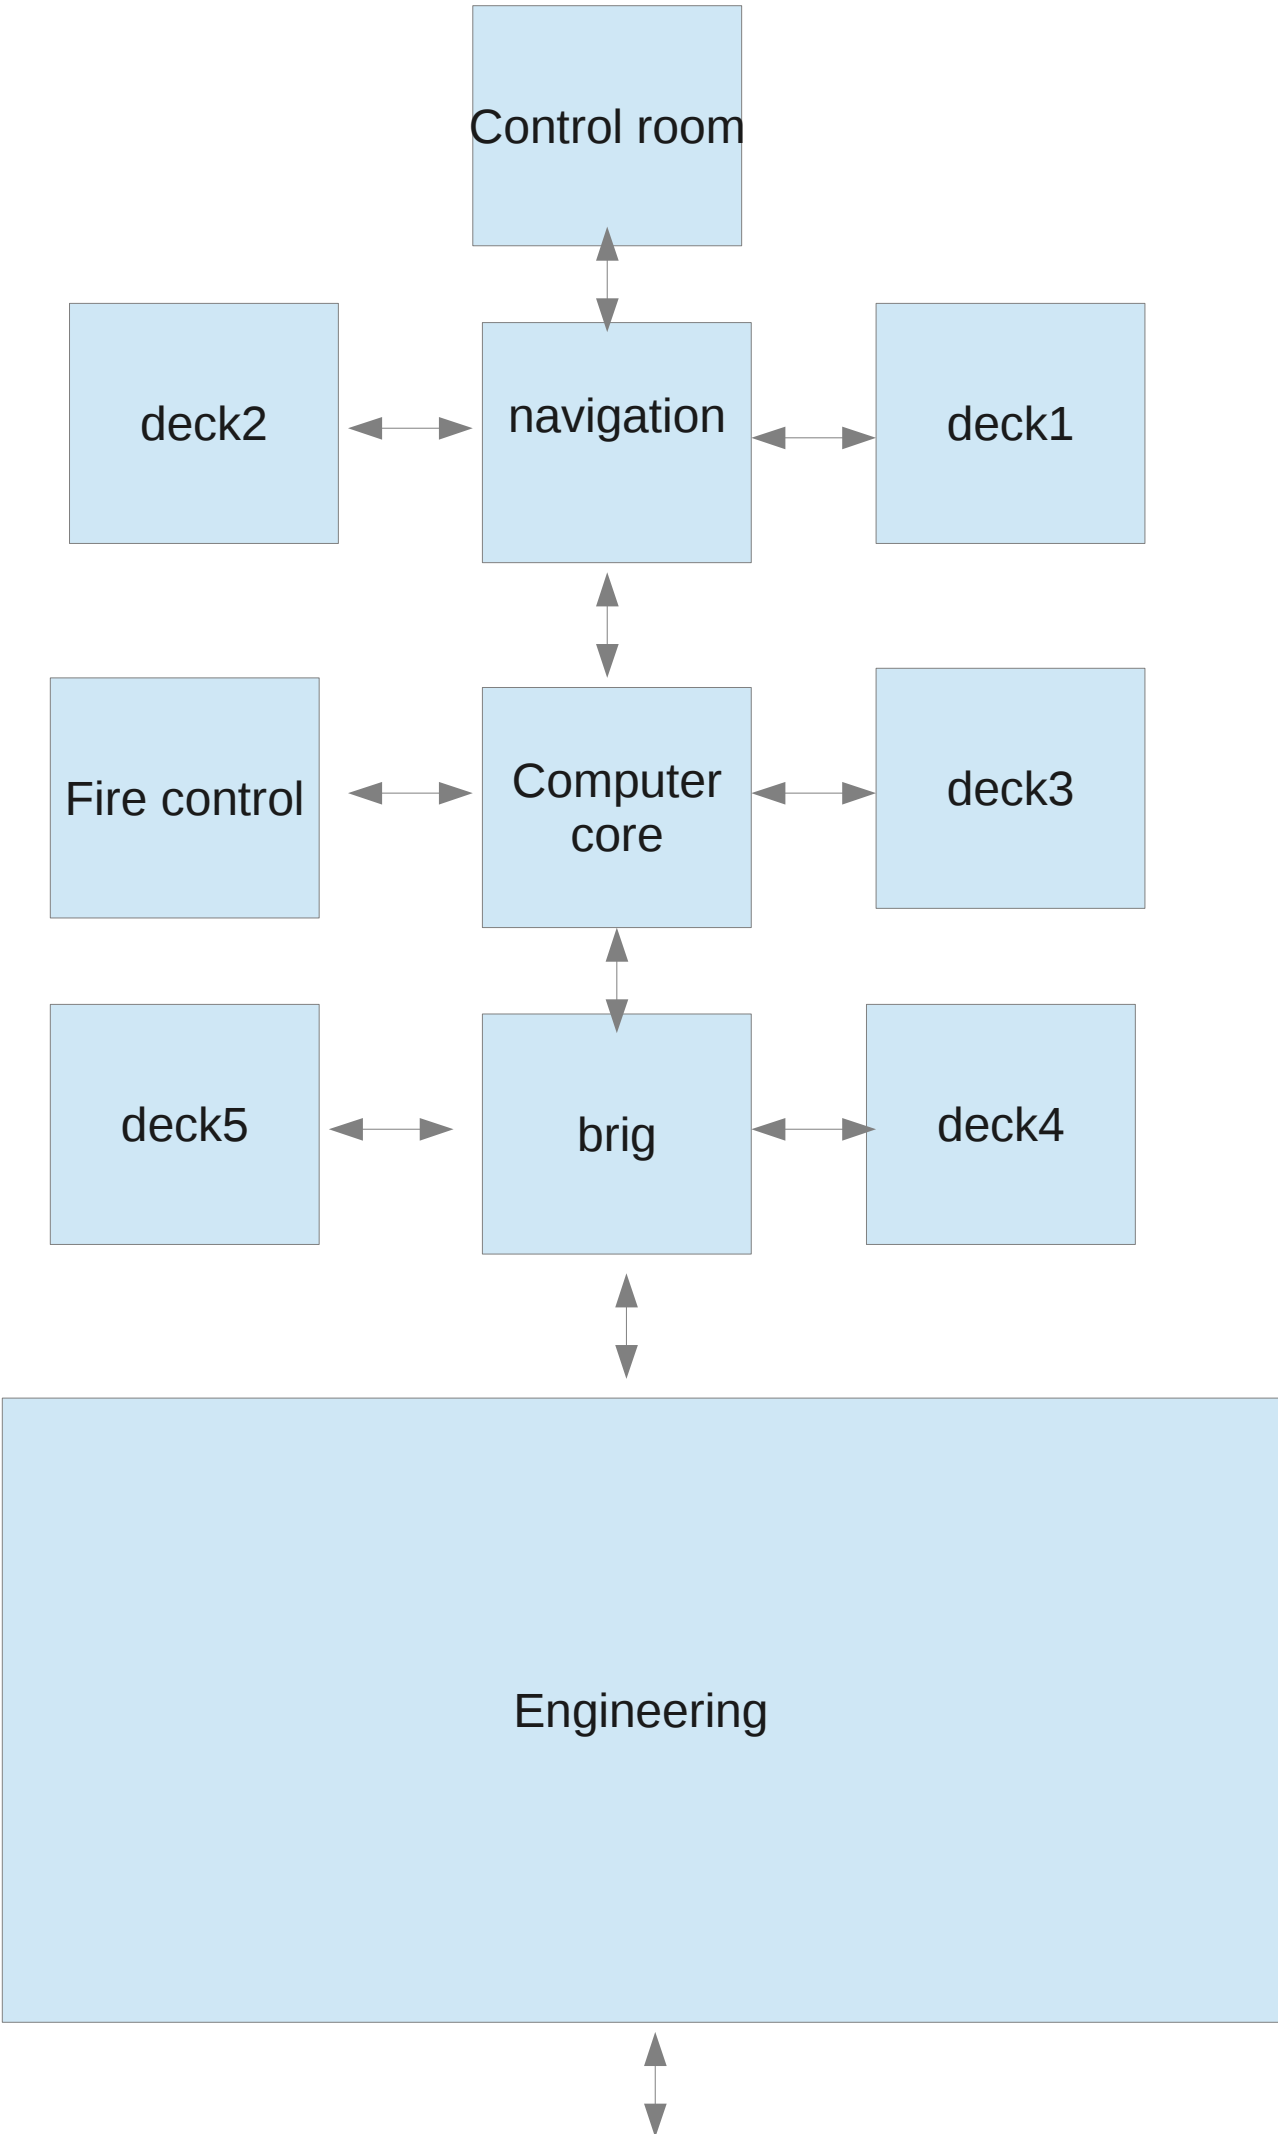 Control room
deck2
navigation
deck1
Fire control
Computer
core
deck3
deck5
brig
deck4
Engineering